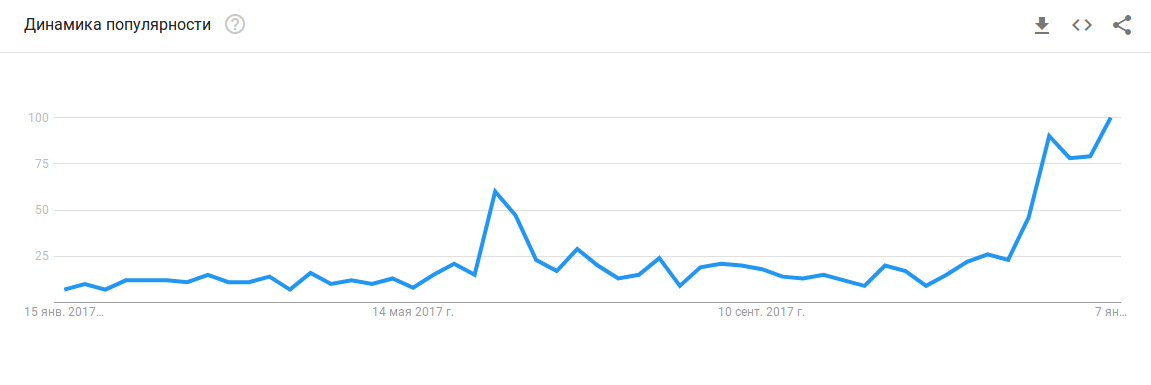 Динамика популярности ?
100
75
50
25
15 янв. 2017…
14 мая 2017 г.
10 сент. 2017 г.
7 ян…